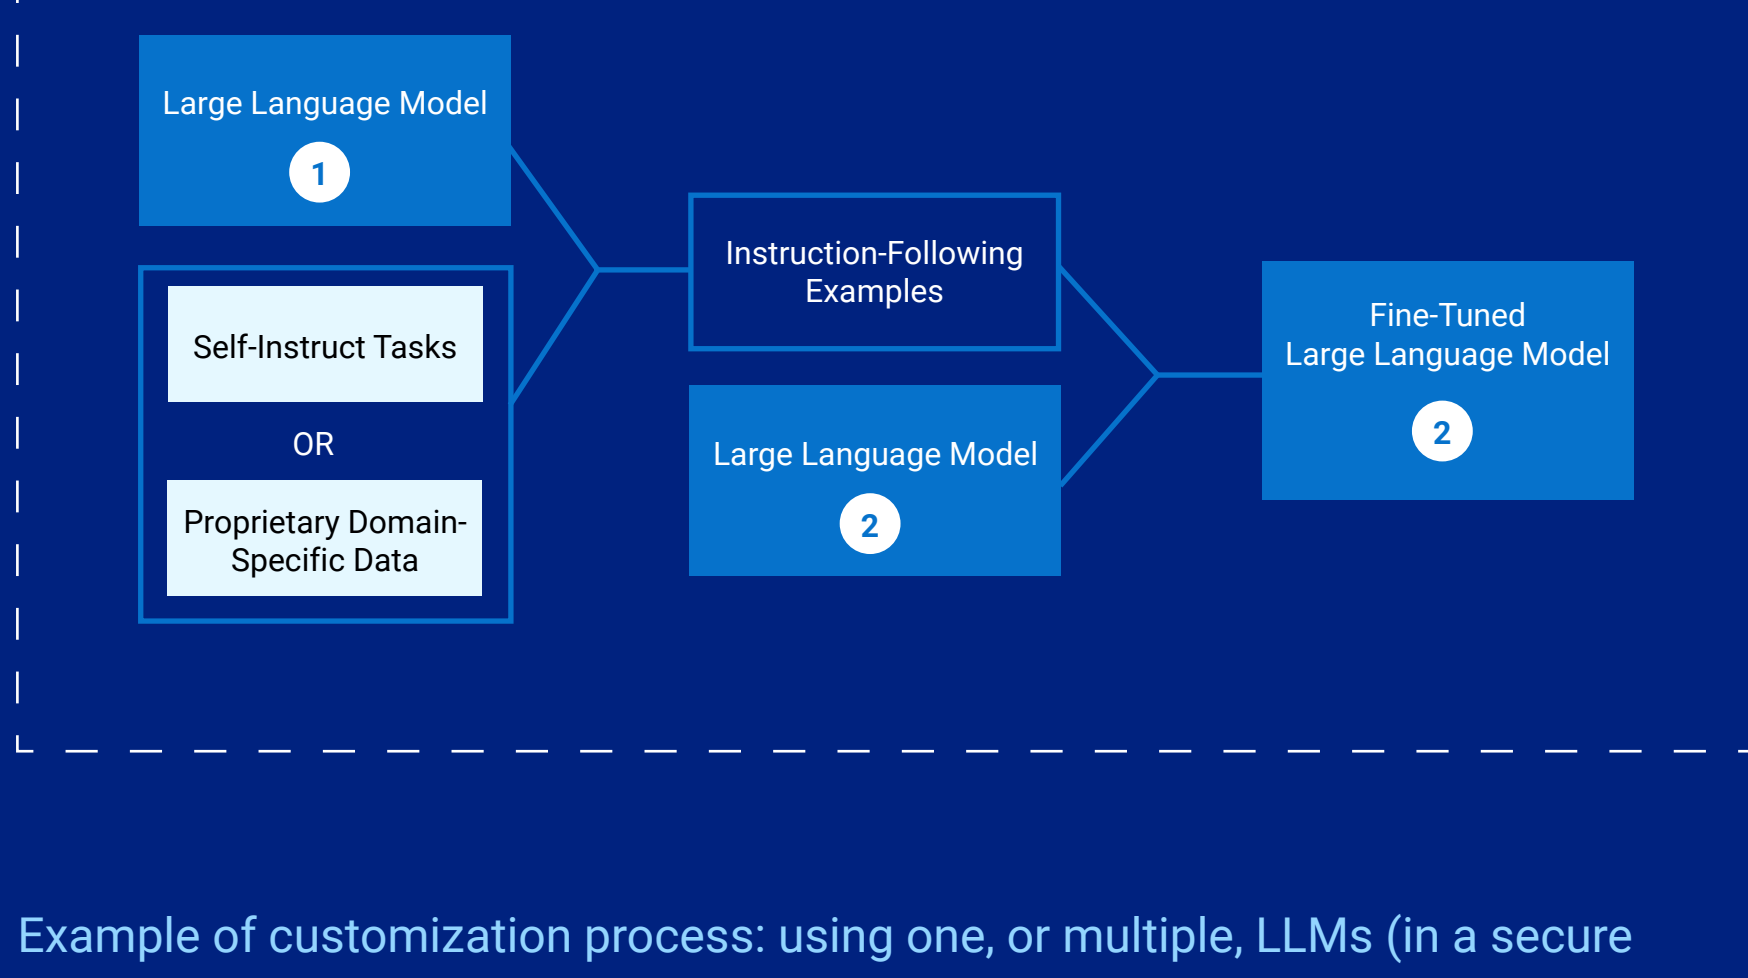 Large Language Model
1
Self-Instruct Tasks
OR
Proprietary Domain-
Specific Data
Instruction-Following
Examples
Large Language Model
2
Fine-Tuned
Large Language Model
2
Example of customization process: using one, or multiple, LLMs (in a secure